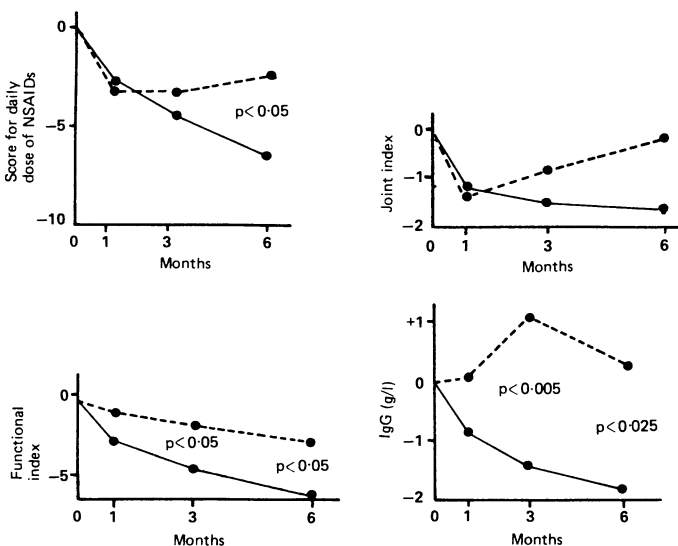 0
−5
−10
Score for daily
dose of NSAIDs
p<0·05
0 1 3 6
Months
0
−1
−2
Joint index
0 1 3 6
Months
0
−5
Functional
index
p<0·05
p<0·05
0 1 3 6
Months
+1
0
−1
−2
IgG (g/l)
p<0·005
p<0·025
0 1 3 6
Months